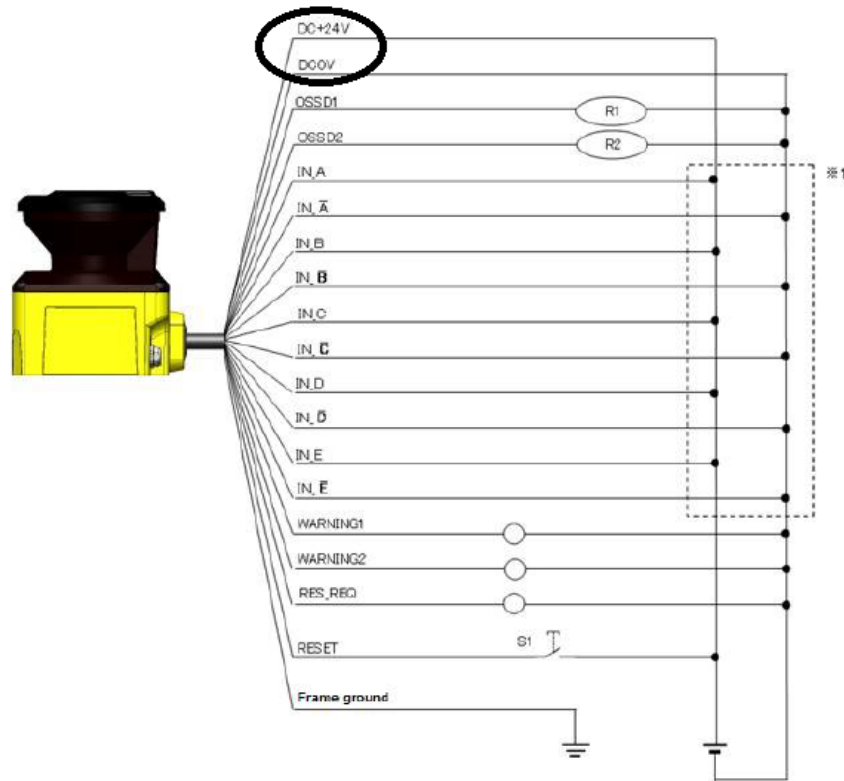 DC+24V
DC0V
OSSD1
R1
OSSD2
R2
IN_A
※1
IN_A̅
IN_B
IN_B̅
IN_C
IN_C̅
IN_D
IN_D̅
IN_E
IN_E̅
WARNING1
WARNING2
RES_REQ
S1
RESET
Frame ground